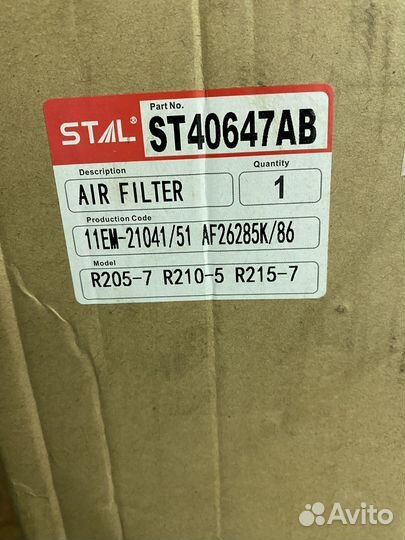 Part No.
STAL® ST40647AB
Description Quantity
AIR FILTER 1
Production Code
11EM-21041/51 AF26285K/86
Model
R205-7 R210-5 R215-7
Avito